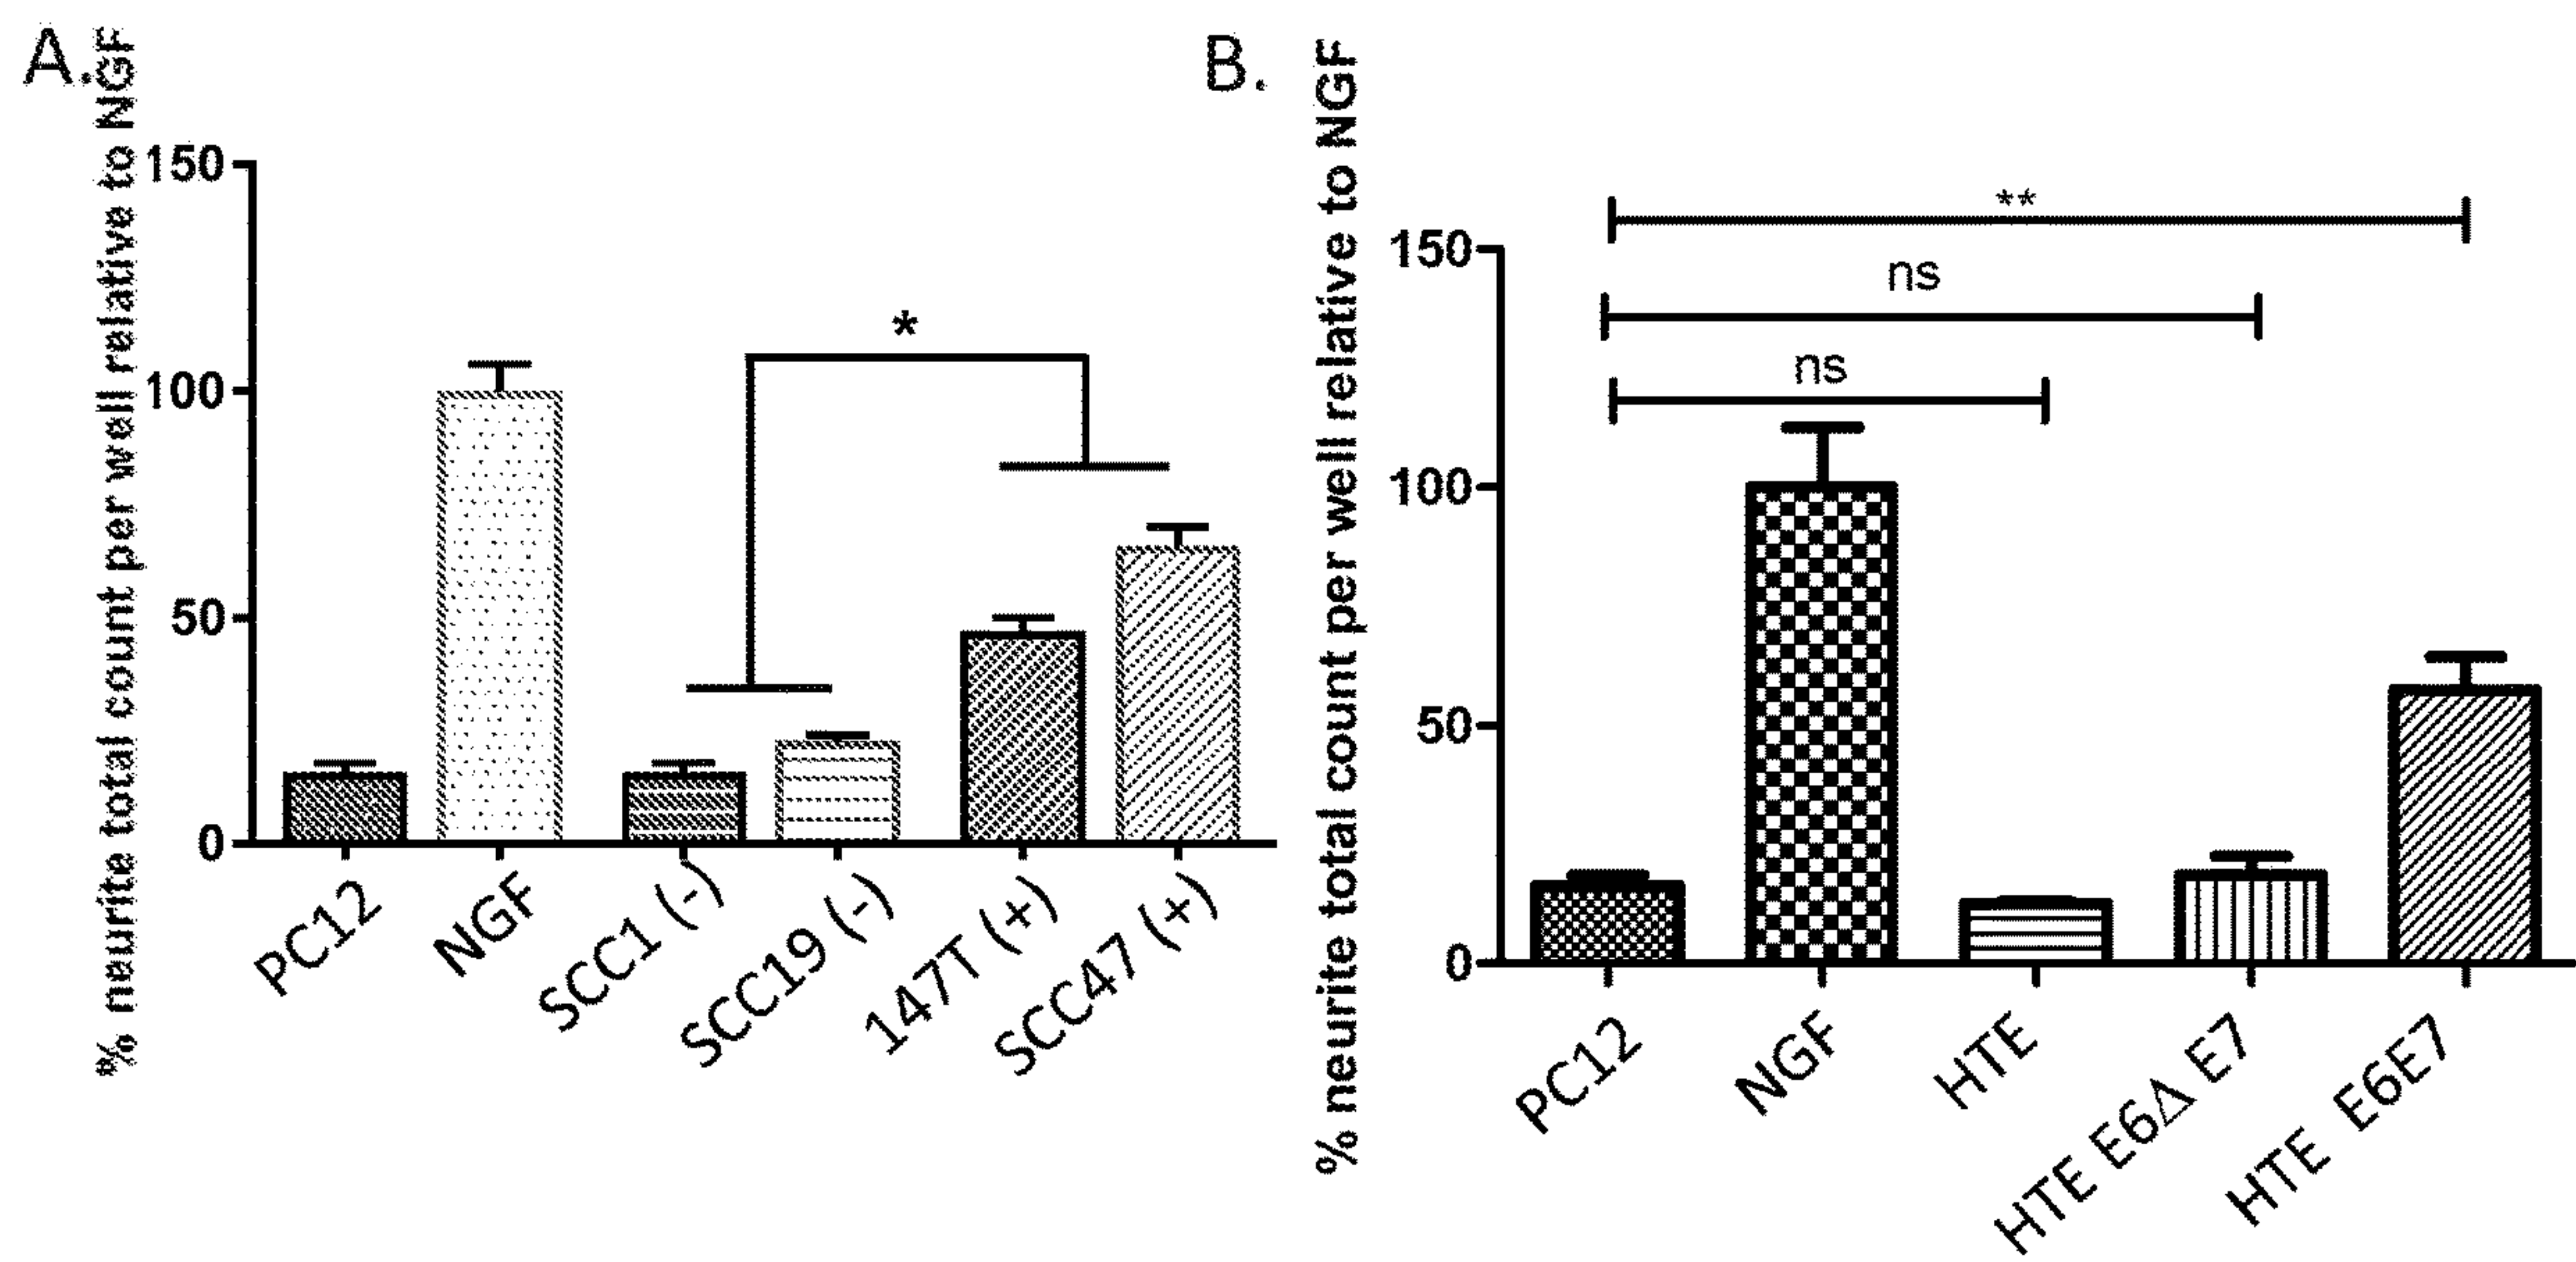 A.
% neurite total count per well relative to NGF
150
100
50
0
*
PC12
NGF
SCC1 (-)
SCC19 (-)
147T (+)
SCC47 (+)
B.
% neurite total count per well relative to NGF
150
100
50
0
**
ns
ns
PC12
NGF
HTE
HTE E6Δ E7
HTE E6E7